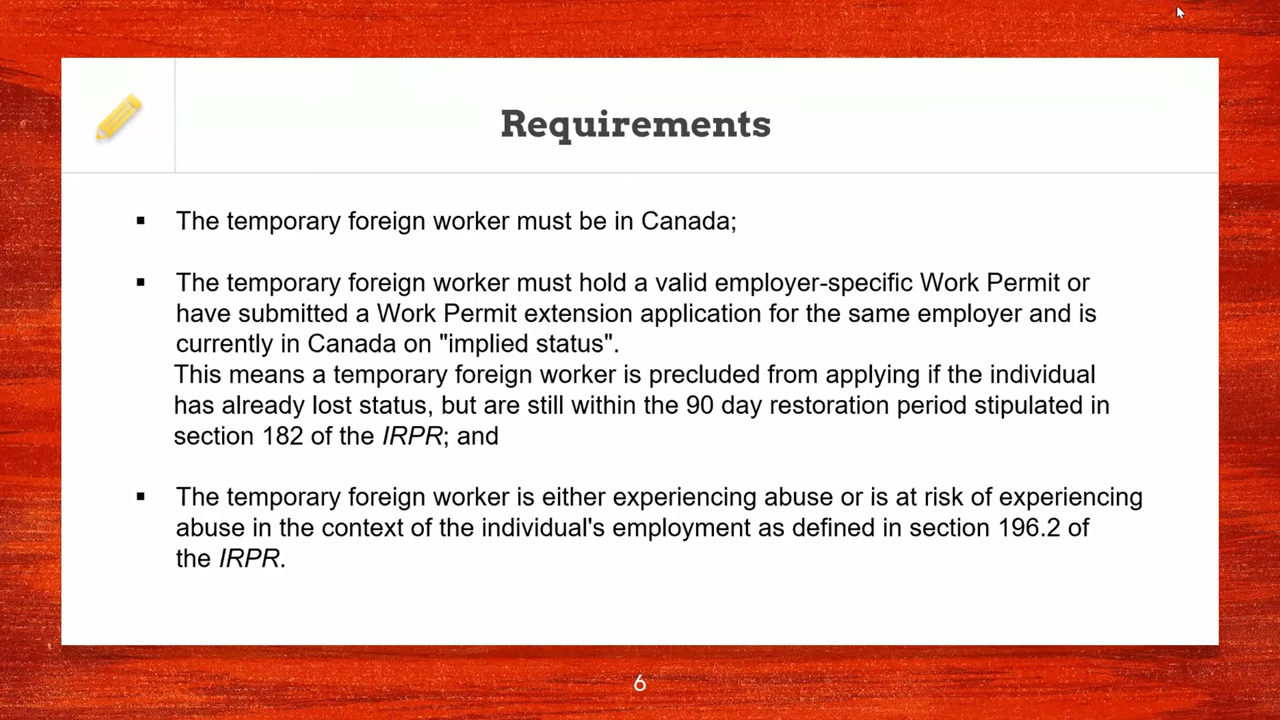 Requirements
▪ The temporary foreign worker must be in Canada;
▪ The temporary foreign worker must hold a valid employer-specific Work Permit or
have submitted a Work Permit extension application for the same employer and is
currently in Canada on "implied status".
This means a temporary foreign worker is precluded from applying if the individual
has already lost status, but are still within the 90 day restoration period stipulated in
section 182 of the IRPR; and
▪ The temporary foreign worker is either experiencing abuse or is at risk of experiencing
abuse in the context of the individual's employment as defined in section 196.2 of
the IRPR.
6